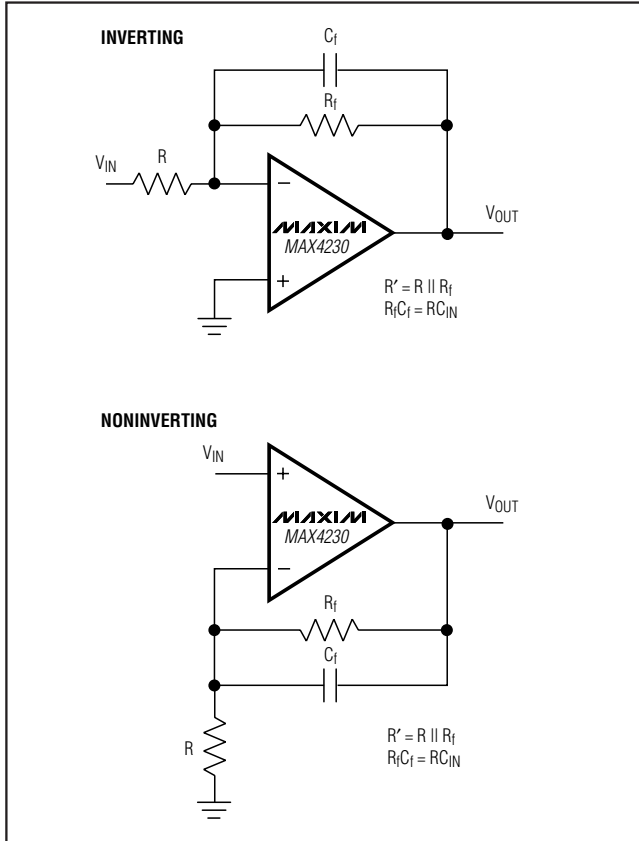 INVERTING
Cf
Rf
VIN
R
−
MAXIM
MAX4230
+
VOUT
R′ = R || Rf
RfCf = RCIN
NONINVERTING
VIN
+
VOUT
MAXIM
MAX4230
−
Rf
Cf
R
R′ = R || Rf
RfCf = RCIN